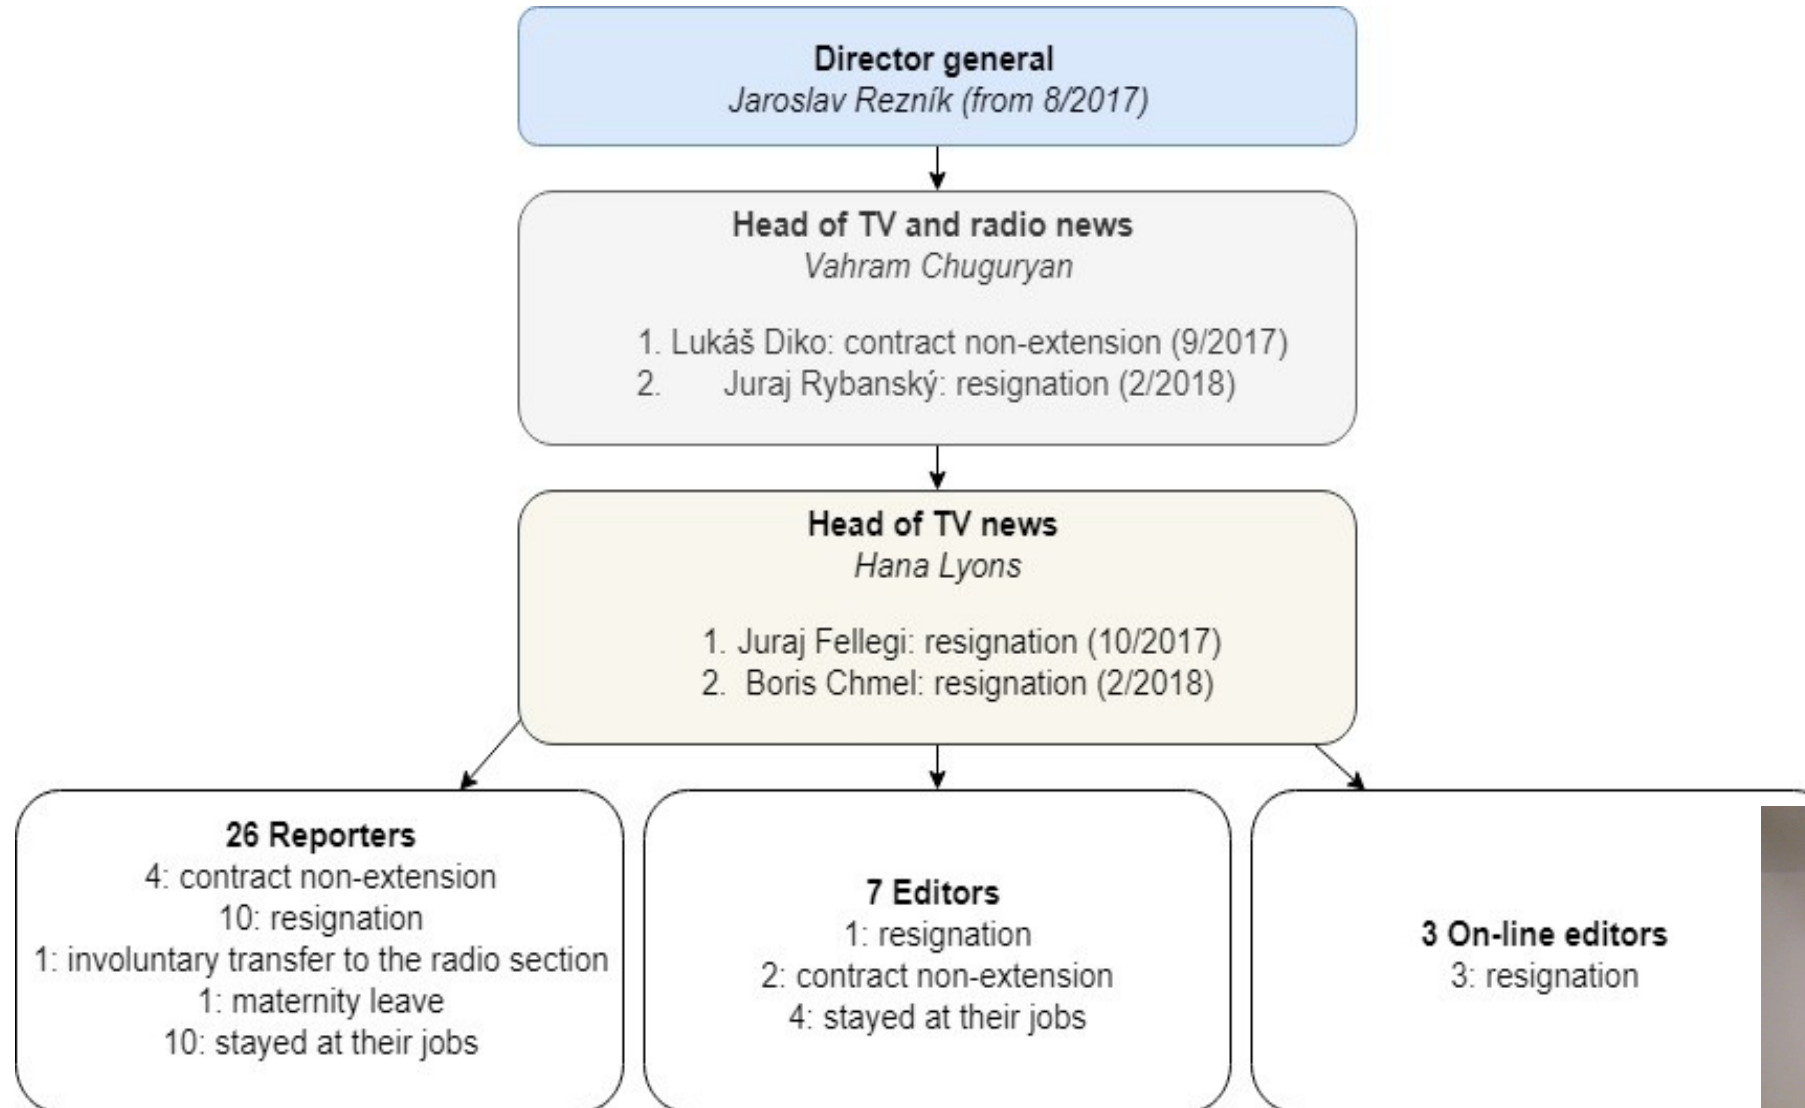 Director general
Jaroslav Rezník (from 8/2017)
Head of TV and radio news
Vahram Chuguryan
1. Lukáš Diko: contract non-extension (9/2017)
2. Juraj Rybanský: resignation (2/2018)
Head of TV news
Hana Lyons
1. Juraj Fellegi: resignation (10/2017)
2. Boris Chmel: resignation (2/2018)
26 Reporters
4: contract non-extension
10: resignation
1: involuntary transfer to the radio section
1: maternity leave
10: stayed at their jobs
7 Editors
1: resignation
2: contract non-extension
4: stayed at their jobs
3 On-line editors
3: resignation